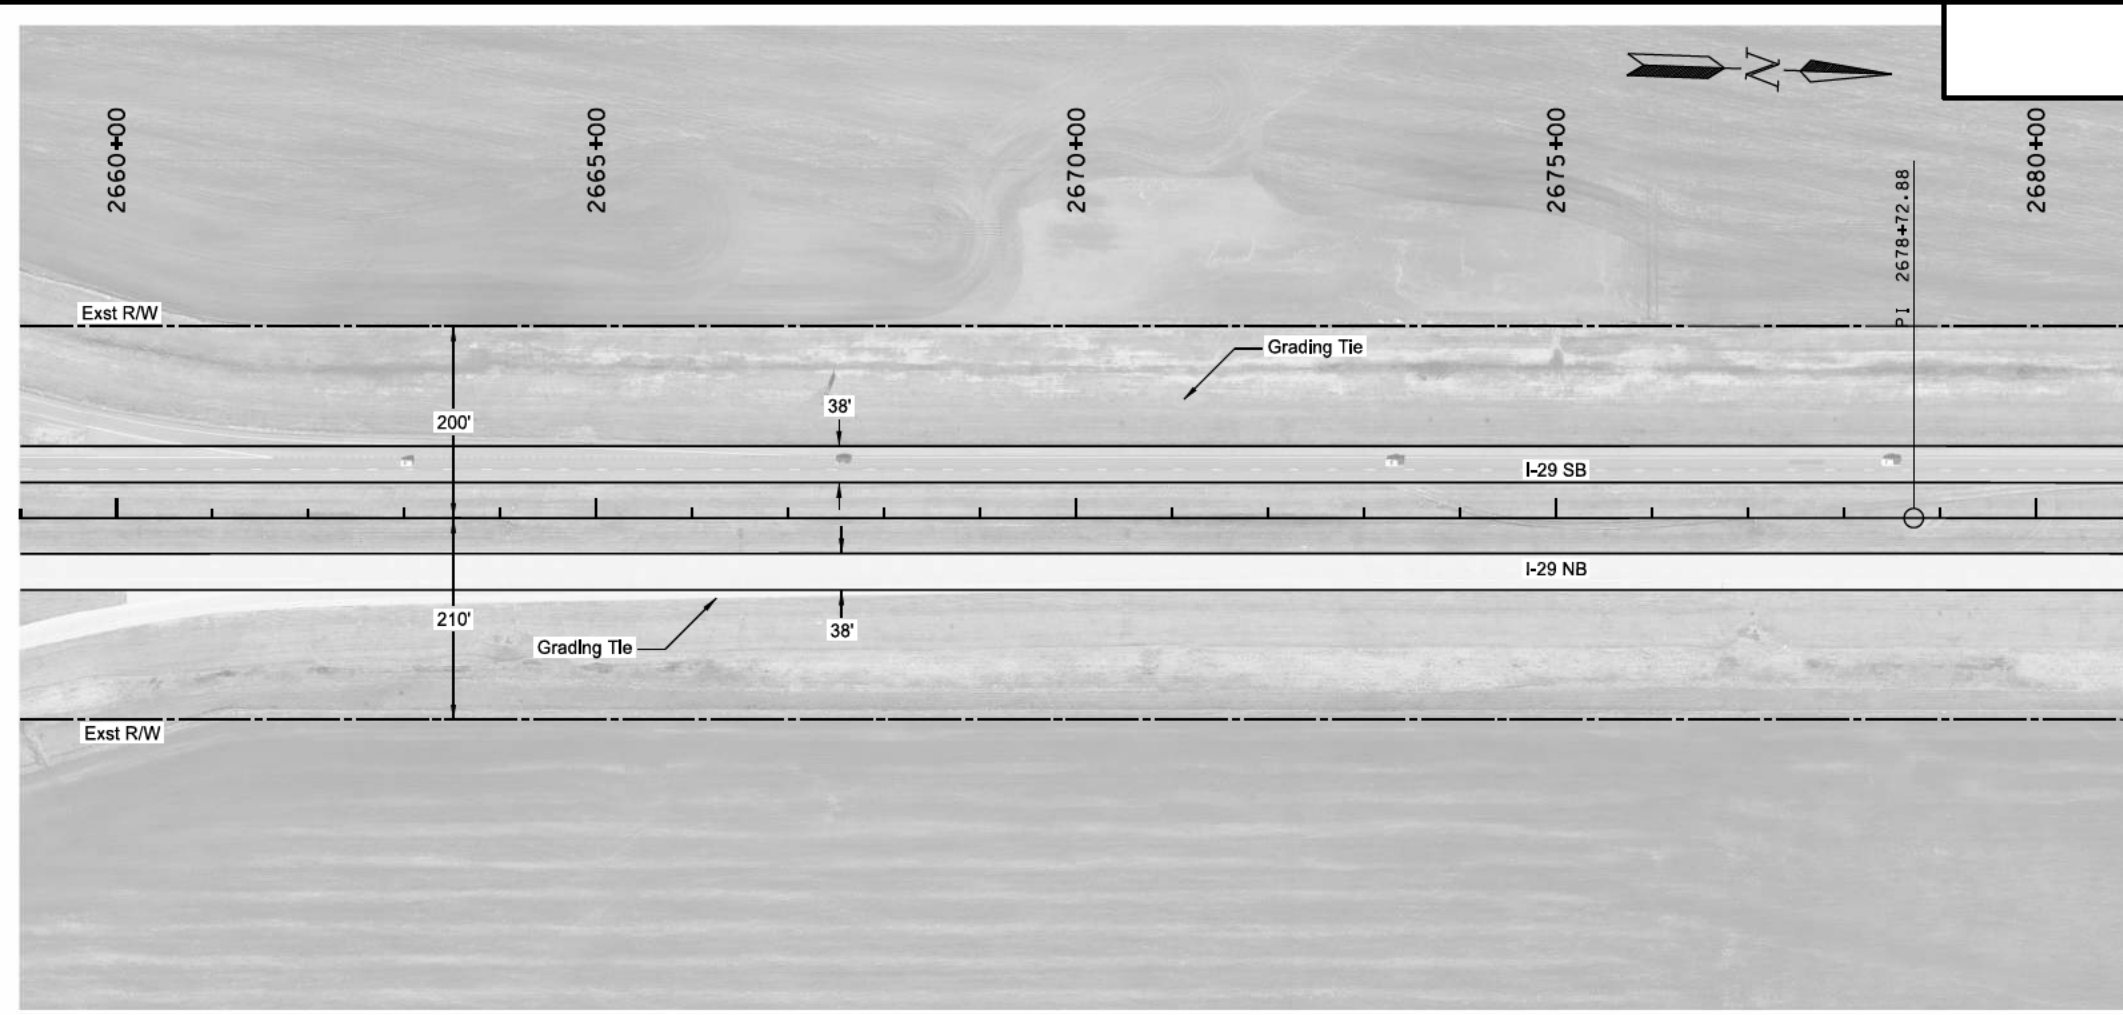 N
2660+00
2665+00
2670+00
2675+00
2680+00
PI 2678+72.88
Exst R/W
Grading Tie
200'
38'
I-29 SB
I-29 NB
210'
38'
Grading Tie
Exst R/W